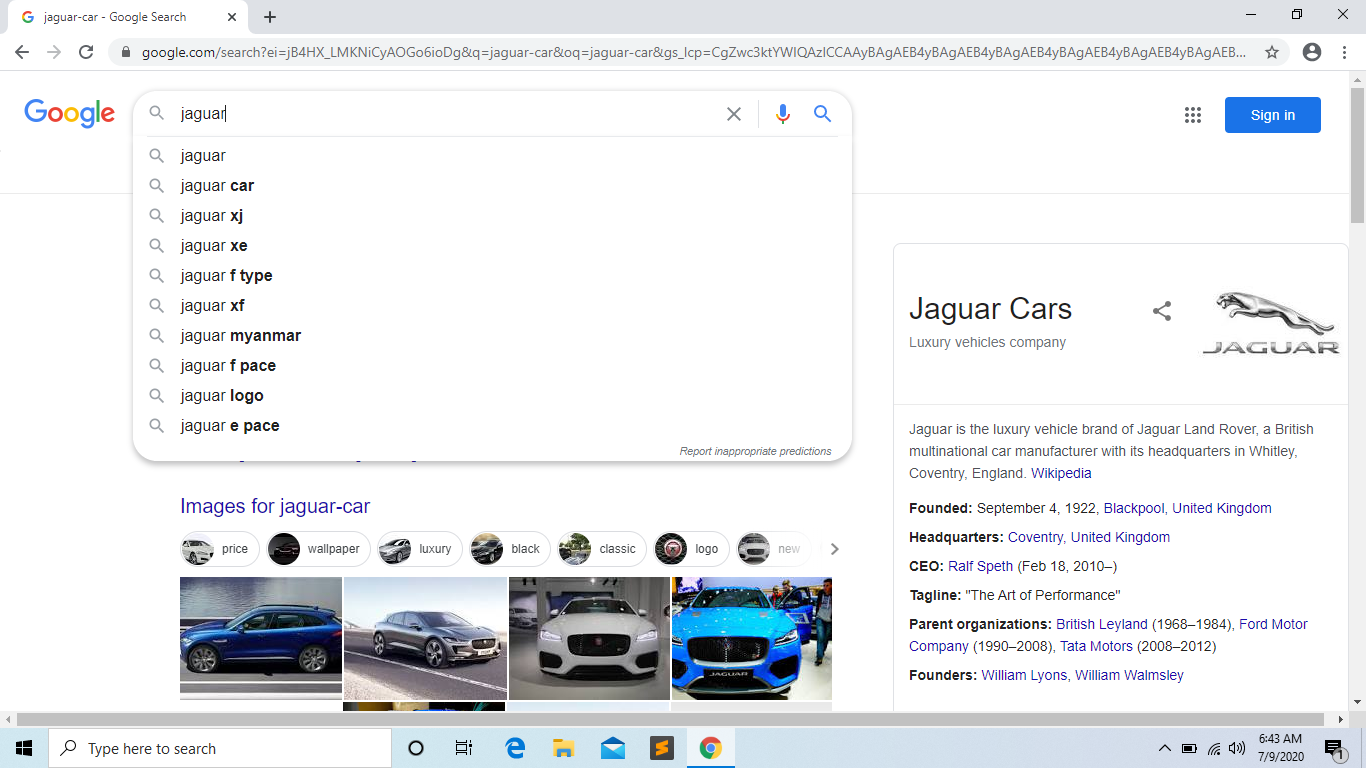 jaguar-car - Google Search
google.com/search?ei=jB4HX_LMKNiCyAOGo6ioDg&q=jaguar-car&oq=jaguar-car&gs_lcp=CgZwc3ktYWIQAzICCAAyBAgAEB4yBAgAEB4yBAgAEB4yBAgAEB4yBAgAEB4yBAgAEB4yBAgAEB...
Google
jaguar
Sign in
jaguar
jaguar car
jaguar xj
jaguar xe
jaguar f type
jaguar xf
jaguar myanmar
jaguar f pace
jaguar logo
jaguar e pace
Report inappropriate predictions
Images for jaguar-car
price wallpaper luxury black classic logo new
JAGUAR
Jaguar Cars
Luxury vehicles company
JAGUAR
Jaguar is the luxury vehicle brand of Jaguar Land Rover, a British
multinational car manufacturer with its headquarters in Whitley,
Coventry, England. Wikipedia
Founded: September 4, 1922, Blackpool, United Kingdom
Headquarters: Coventry, United Kingdom
CEO: Ralf Speth (Feb 18, 2010–)
Tagline: "The Art of Performance"
Parent organizations: British Leyland (1968–1984), Ford Motor
Company (1990–2008), Tata Motors (2008–2012)
Founders: William Lyons, William Walmsley
Type here to search
6:43 AM
7/9/2020
1